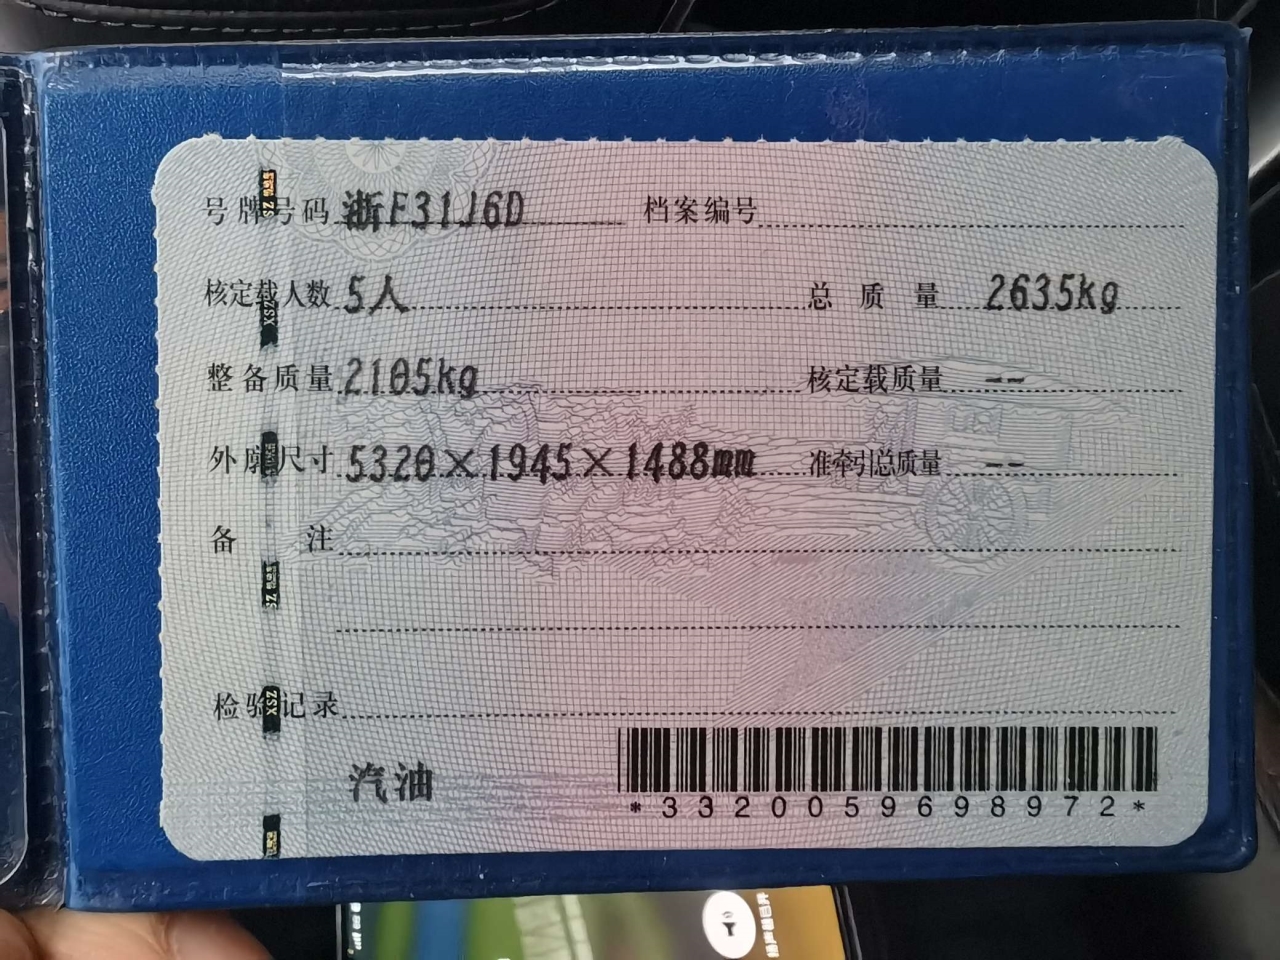 号牌号码 浙F31J6D 档案编号
核定载人数 5人 总质量 2635kg
整备质量 2105kg 核定载质量 --
外廓尺寸 5320×1945×1488mm 准牵引总质量 --
备注
检验记录
汽油
*3320059698972*
XSZ
XSZ